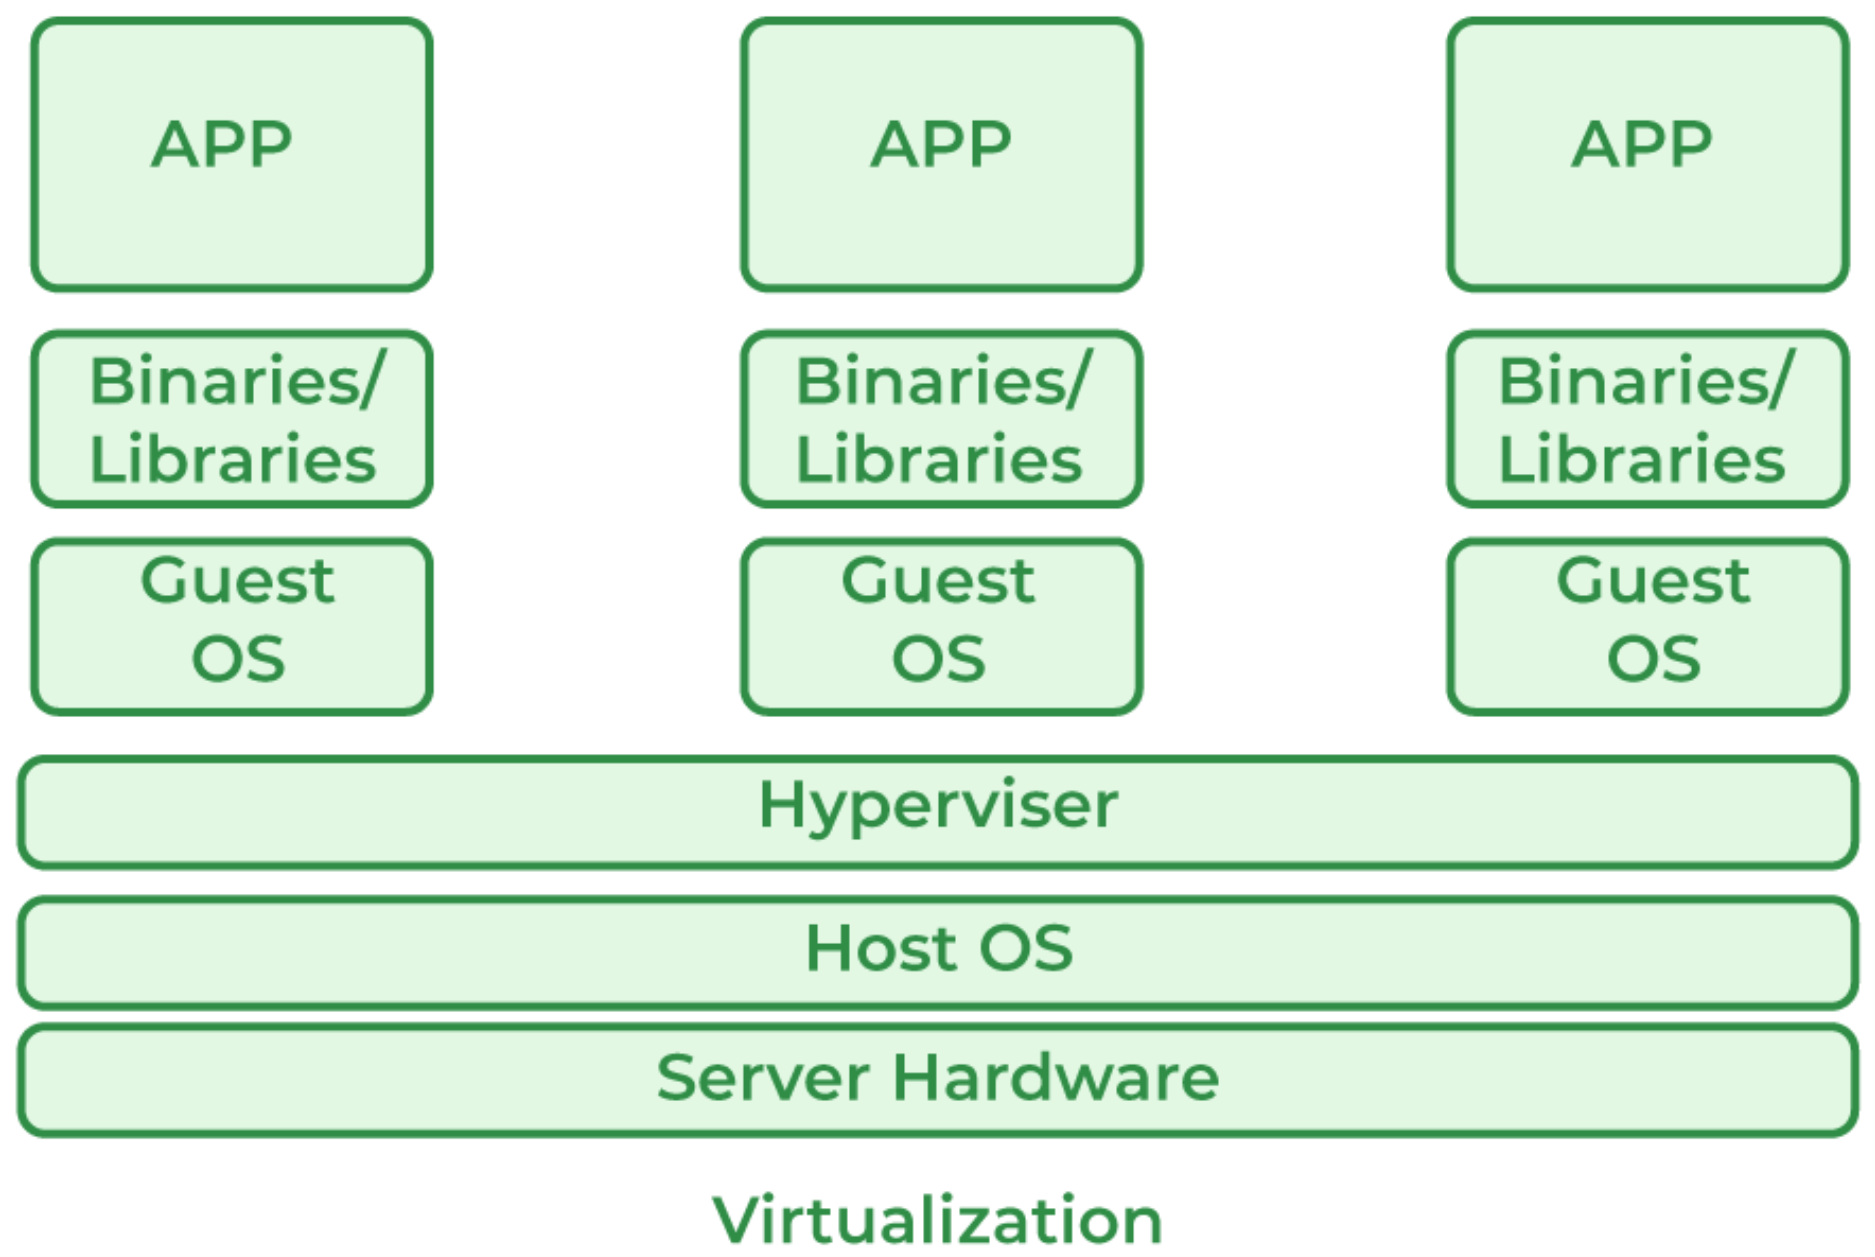 APP
APP
APP
Binaries/
Libraries
Binaries/
Libraries
Binaries/
Libraries
Guest
OS
Guest
OS
Guest
OS
Hyperviser
Host OS
Server Hardware
Virtualization